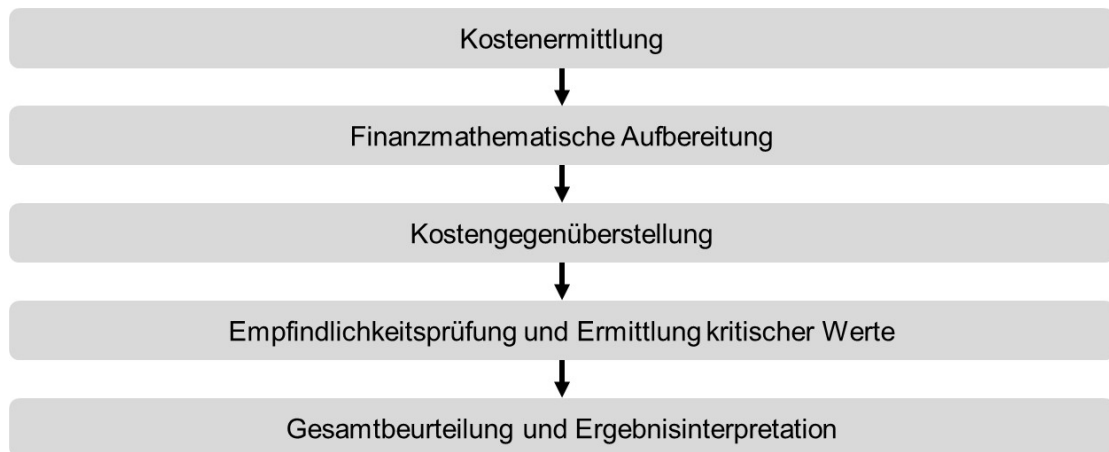 Kostenermittlung
Finanzmathematische Aufbereitung
Kostengegenüberstellung
Empfindlichkeitsprüfung und Ermittlung kritischer Werte
Gesamtbeurteilung und Ergebnisinterpretation